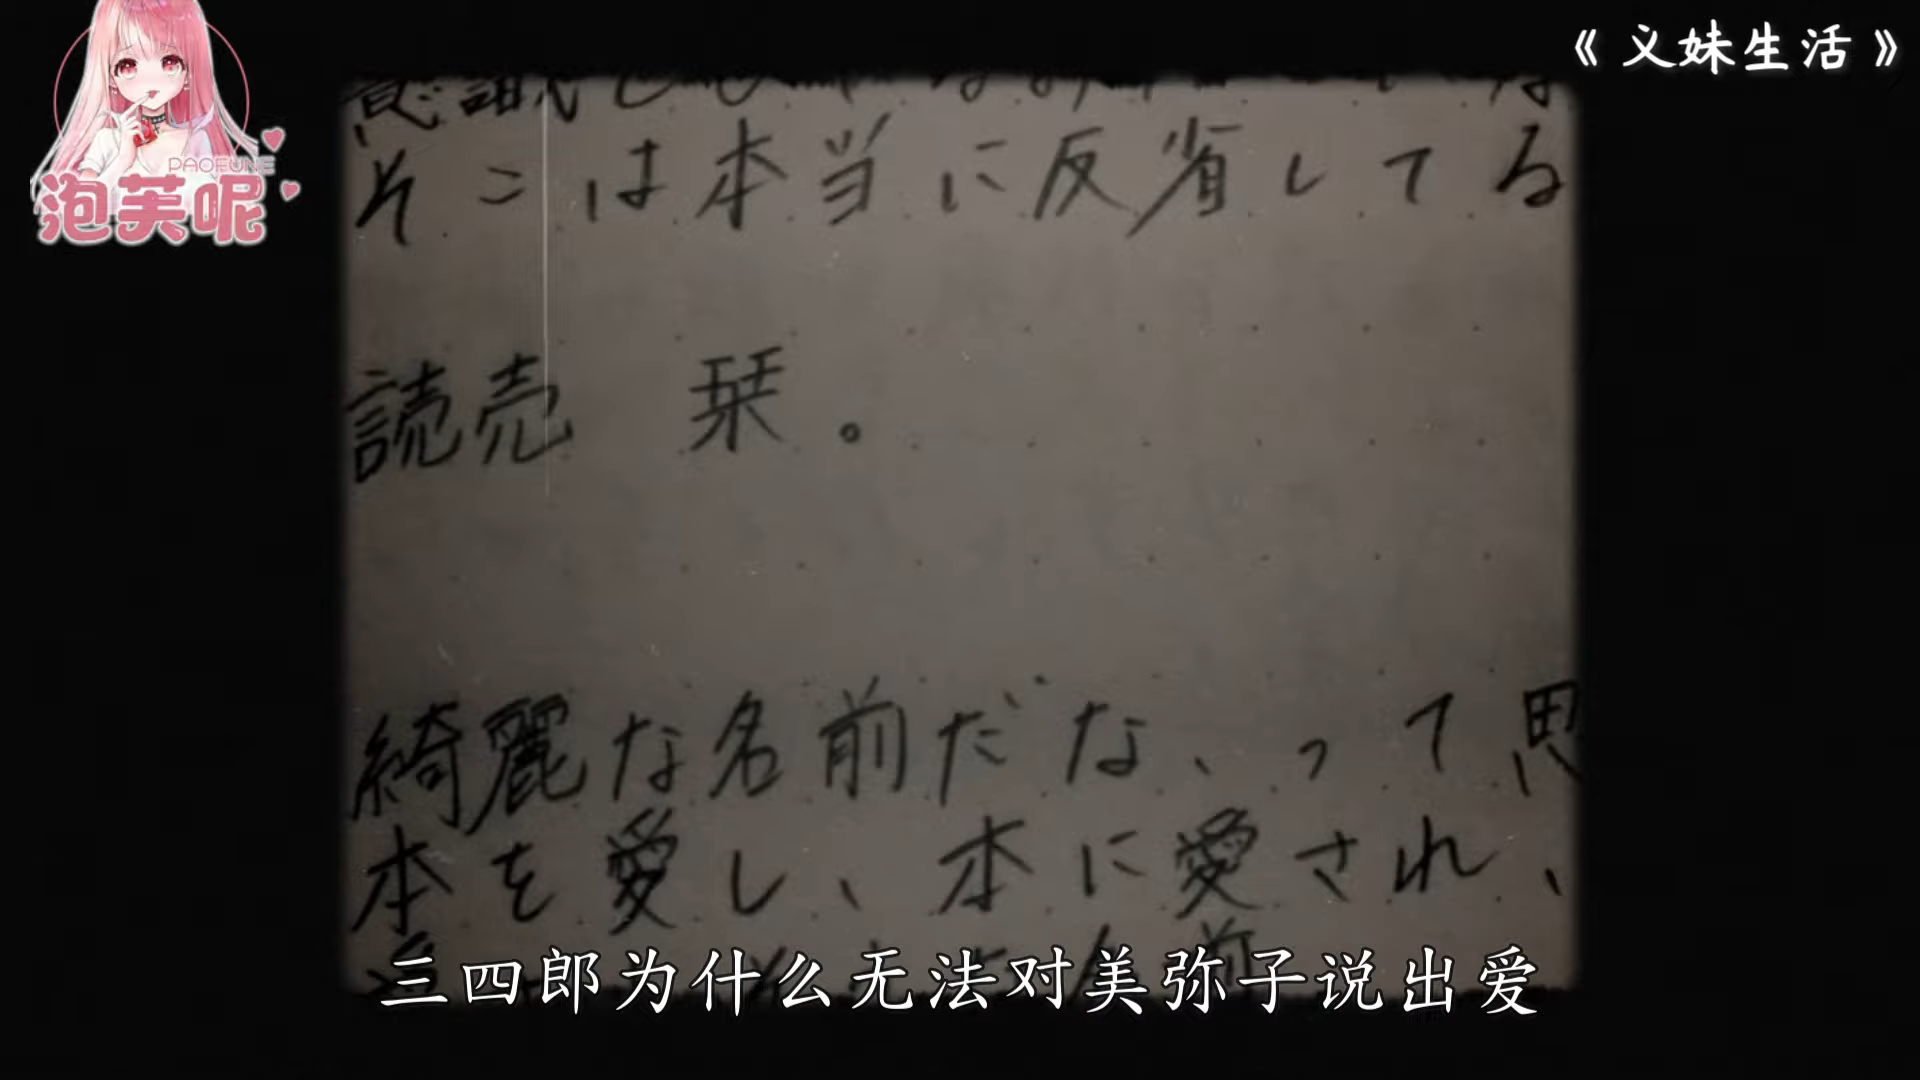 《义妹生活》
PAOFUNE
泡芙呢
そこは本当に反省してる
読売 栞。
綺麗な名前だな、って思
本を愛し、本に愛され、
三四郎为什么无法对美弥子说出爱